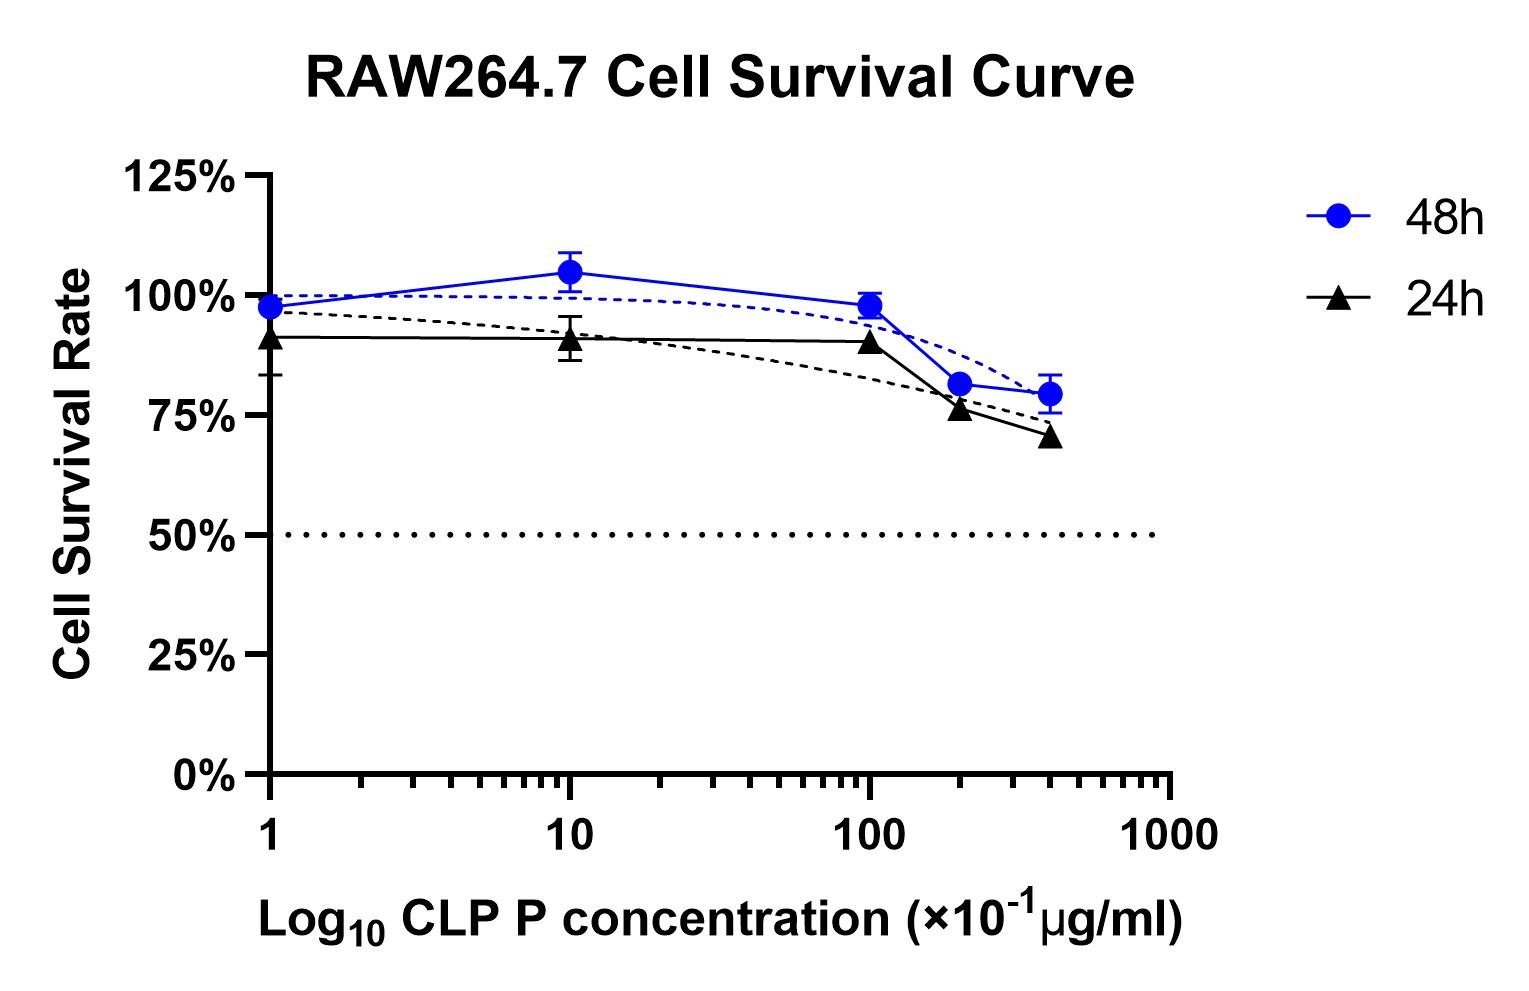 RAW264.7 Cell Survival Curve
125%
100%
75%
50%
25%
0%
Cell Survival Rate
1 10 100 1000
Log₁₀ CLP P concentration (×10⁻¹μg/ml)
48h
24h